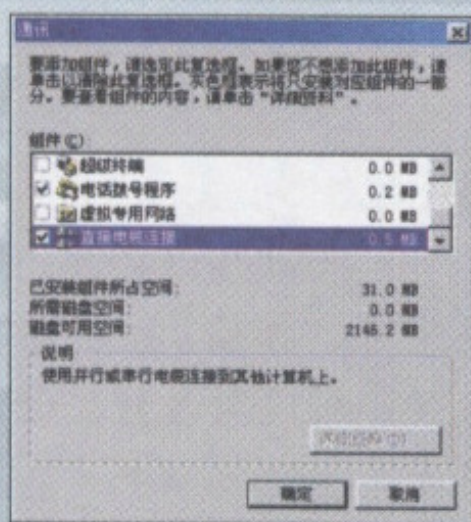 通讯
要添加组件，请选定此复选框。如果您不想添加此组件，请
单击以清除此复选框。灰色框表示将只安装对应组件的一部
分。要查看组件的内容，请单击“详细资料”。
组件(C)
超级终端 0.0 MB
电话拨号程序 0.2 MB
虚拟专用网络 0.0 MB
直接电缆连接 0.5 MB
已安装组件所占空间: 31.0 MB
所需磁盘空间: 0.0 MB
磁盘可用空间: 2146.2 MB
说明
使用并行或串行电缆连接到其他计算机上。
详细资料(D)
确定
取消